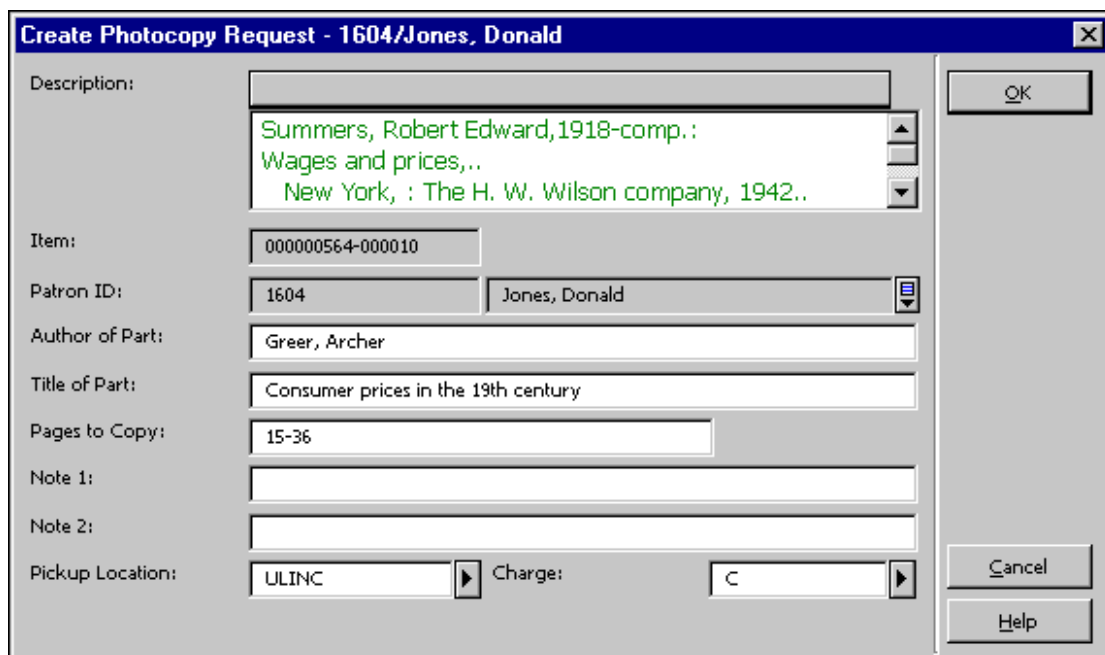 Create Photocopy Request - 1604/Jones, Donald
Description:
OK
Summers, Robert Edward,1918-comp.:
Wages and prices,..
New York, : The H. W. Wilson company, 1942..
Item: 000000564-000010
Patron ID: 1604 Jones, Donald
Author of Part: Greer, Archer
Title of Part: Consumer prices in the 19th century
Pages to Copy: 15-36
Note 1:
Note 2:
Pickup Location: ULINC Charge: C
Cancel
Help